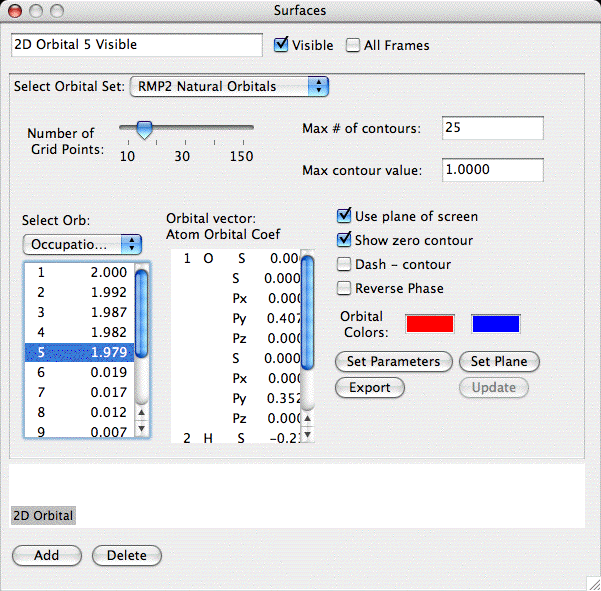 Surfaces
2D Orbital 5 Visible
Visible
All Frames
Select Orbital Set:
RMP2 Natural Orbitals
Number of
Grid Points:
10 30 150
Max # of contours:
25
Max contour value:
1.0000
Select Orb:
Occupatio...
1 2.000
2 1.992
3 1.987
4 1.982
5 1.979
6 0.019
7 0.017
8 0.012
9 0.007
Orbital vector:
Atom Orbital Coef
1 O S 0.00
S 0.000
Px 0.000
Py 0.407
Pz 0.000
S 0.000
Px 0.000
Py 0.352
Pz 0.000
2 H S -0.21
Use plane of screen
Show zero contour
Dash - contour
Reverse Phase
Orbital
Colors:
Set Parameters
Set Plane
Export
Update
2D Orbital
Add
Delete